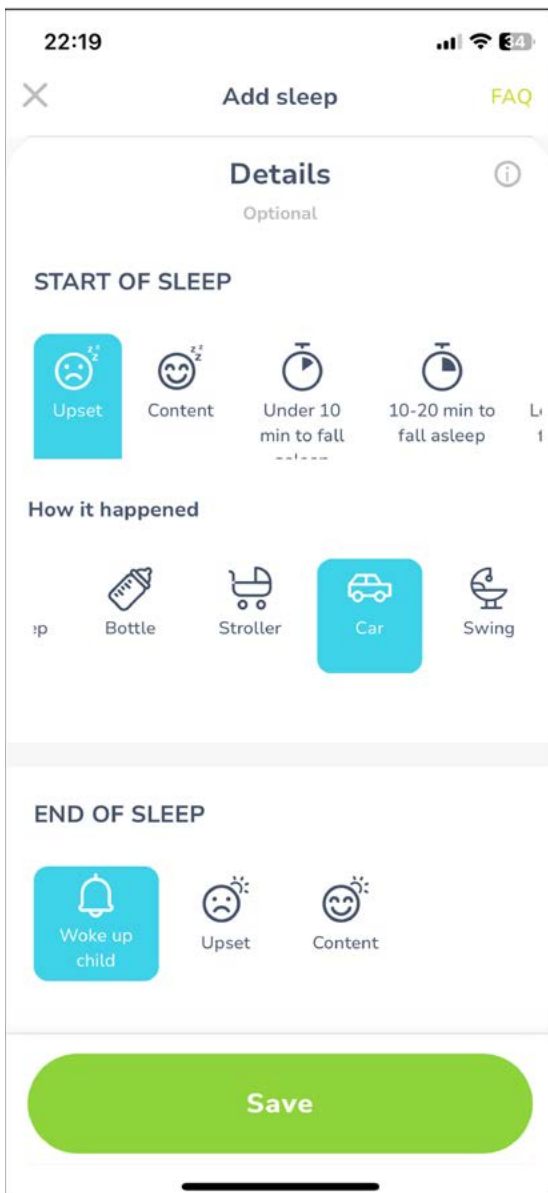 22:19
34
Add sleep
FAQ
Details
Optional
START OF SLEEP
Upset
Content
Under 10
min to fall
10-20 min to
fall asleep
How it happened
Bottle
Stroller
Car
Swing
END OF SLEEP
Woke up
child
Upset
Content
Save